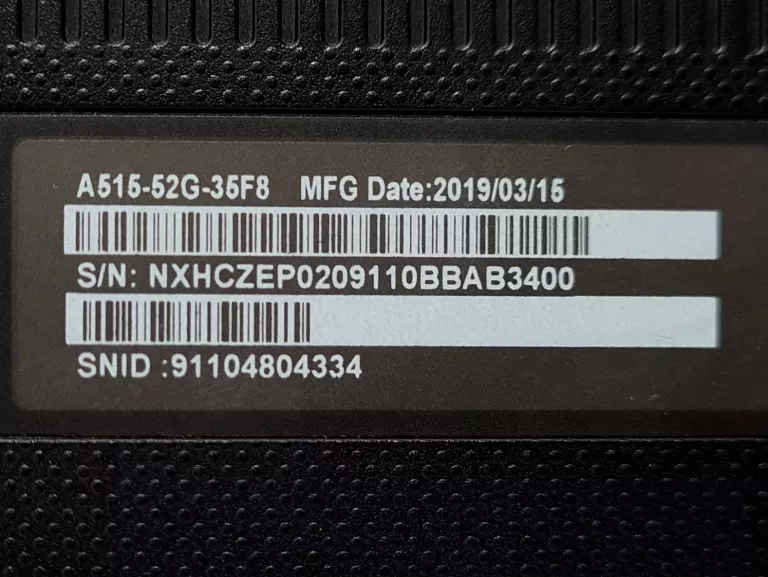 A515-52G-35F8 MFG Date:2019/03/15
S/N: NXHCZEP0209110BBAB3400
SNID :91104804334